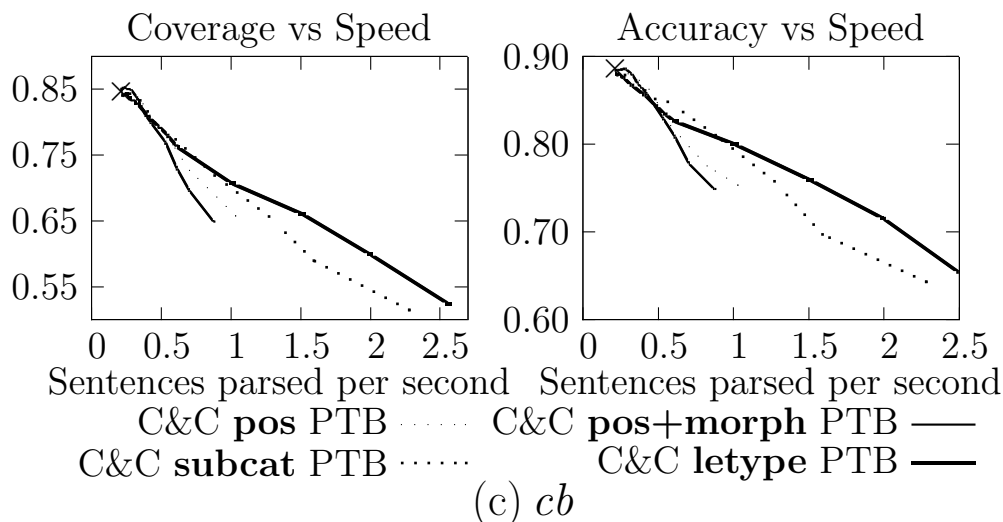 Coverage vs Speed
0.85
0.75
0.65
0.55
0 0.5 1 1.5 2 2.5
Sentences parsed per second
Accuracy vs Speed
0.90
0.80
0.70
0.60
0 0.5 1 1.5 2 2.5
Sentences parsed per second
C&C pos PTB
C&C pos+morph PTB
C&C subcat PTB
C&C letype PTB
(c) cb